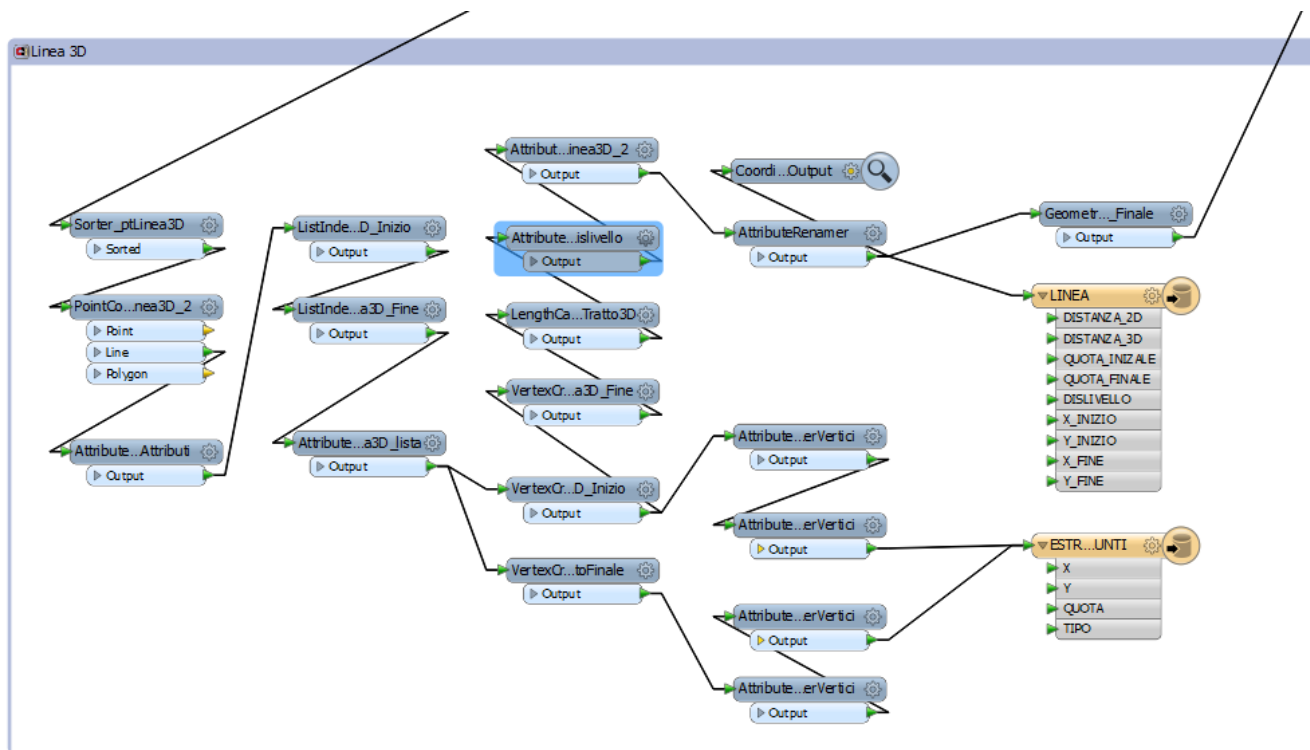 Linea 3D
Sorter_ptLinea3D
Sorted
PointCo...nea3D_2
Point
Line
Polygon
Attribute...Attributi
Output
ListInde...D_Inizio
Output
ListInde...a3D_Fine
Output
Attribute...a3D_lista
Output
Attribut...inea3D_2
Output
Attribute...islivello
Output
LengthCa...Tratto3D
Output
VertexCr...a3D_Fine
Output
VertexCr...D_Inizio
Output
VertexCr...toFinale
Output
Coordi...Output
AttributeRenamer
Output
Attribute...erVertici
Output
Attribute...erVertici
Output
Attribute...erVertici
Output
Attribute...erVertici
Output
Geometr..._Finale
Output
LINEA
DISTANZA_2D
DISTANZA_3D
QUOTA_INIZALE
QUOTA_FINALE
DISLIVELLO
X_INIZIO
Y_INIZIO
X_FINE
Y_FINE
ESTR...UNTI
X
Y
QUOTA
TIPO